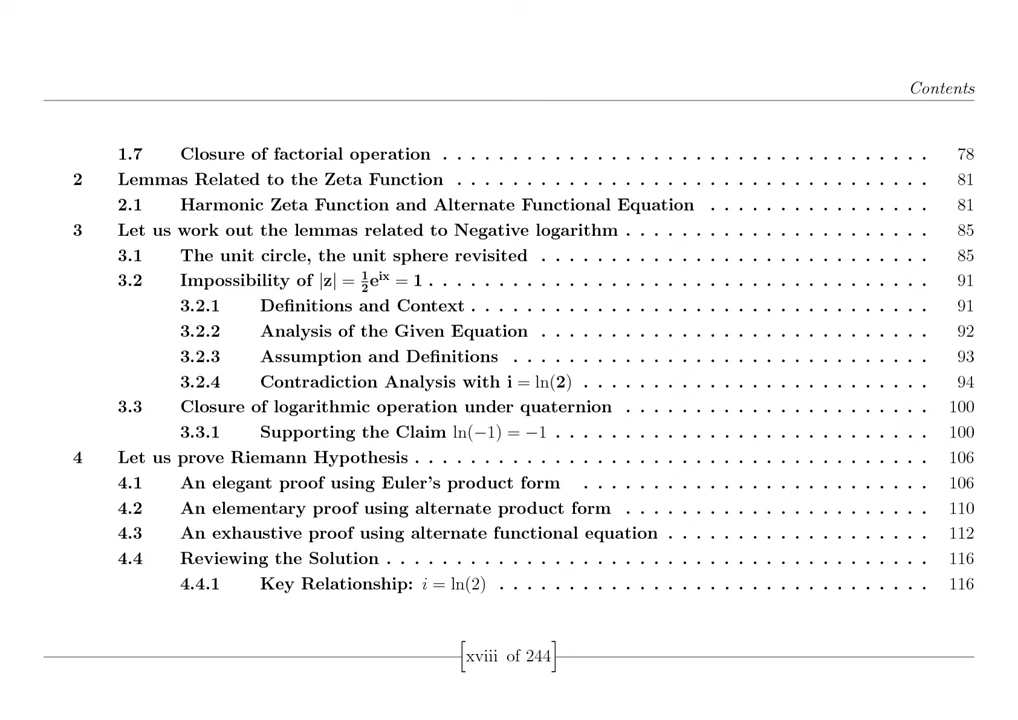 Contents
1.7 Closure of factorial operation . . . . . . . . . . . . . . . . . . . . . . . . . . . . . . . . . . . 78
2 Lemmas Related to the Zeta Function . . . . . . . . . . . . . . . . . . . . . . . . . . . . . . . . . . 81
2.1 Harmonic Zeta Function and Alternate Functional Equation . . . . . . . . . . . . . . . . 81
3 Let us work out the lemmas related to Negative logarithm . . . . . . . . . . . . . . . . . . . . . . 85
3.1 The unit circle, the unit sphere revisited . . . . . . . . . . . . . . . . . . . . . . . . . . . . 85
3.2 Impossibility of |z| = ½e^ix = 1 . . . . . . . . . . . . . . . . . . . . . . . . . . . . . . . . . . . . 91
3.2.1 Definitions and Context . . . . . . . . . . . . . . . . . . . . . . . . . . . . . . . . . 91
3.2.2 Analysis of the Given Equation . . . . . . . . . . . . . . . . . . . . . . . . . . . . 92
3.2.3 Assumption and Definitions . . . . . . . . . . . . . . . . . . . . . . . . . . . . . . 93
3.2.4 Contradiction Analysis with i = ln(2) . . . . . . . . . . . . . . . . . . . . . . . . . 94
3.3 Closure of logarithmic operation under quaternion . . . . . . . . . . . . . . . . . . . . . . 100
3.3.1 Supporting the Claim ln(−1) = −1 . . . . . . . . . . . . . . . . . . . . . . . . . . . 100
4 Let us prove Riemann Hypothesis . . . . . . . . . . . . . . . . . . . . . . . . . . . . . . . . . . . . . 106
4.1 An elegant proof using Euler's product form . . . . . . . . . . . . . . . . . . . . . . . . . 106
4.2 An elementary proof using alternate product form . . . . . . . . . . . . . . . . . . . . . . 110
4.3 An exhaustive proof using alternate functional equation . . . . . . . . . . . . . . . . . . . 112
4.4 Reviewing the Solution . . . . . . . . . . . . . . . . . . . . . . . . . . . . . . . . . . . . . . . 116
4.4.1 Key Relationship: i = ln(2) . . . . . . . . . . . . . . . . . . . . . . . . . . . . . . . 116
[xviii of 244]